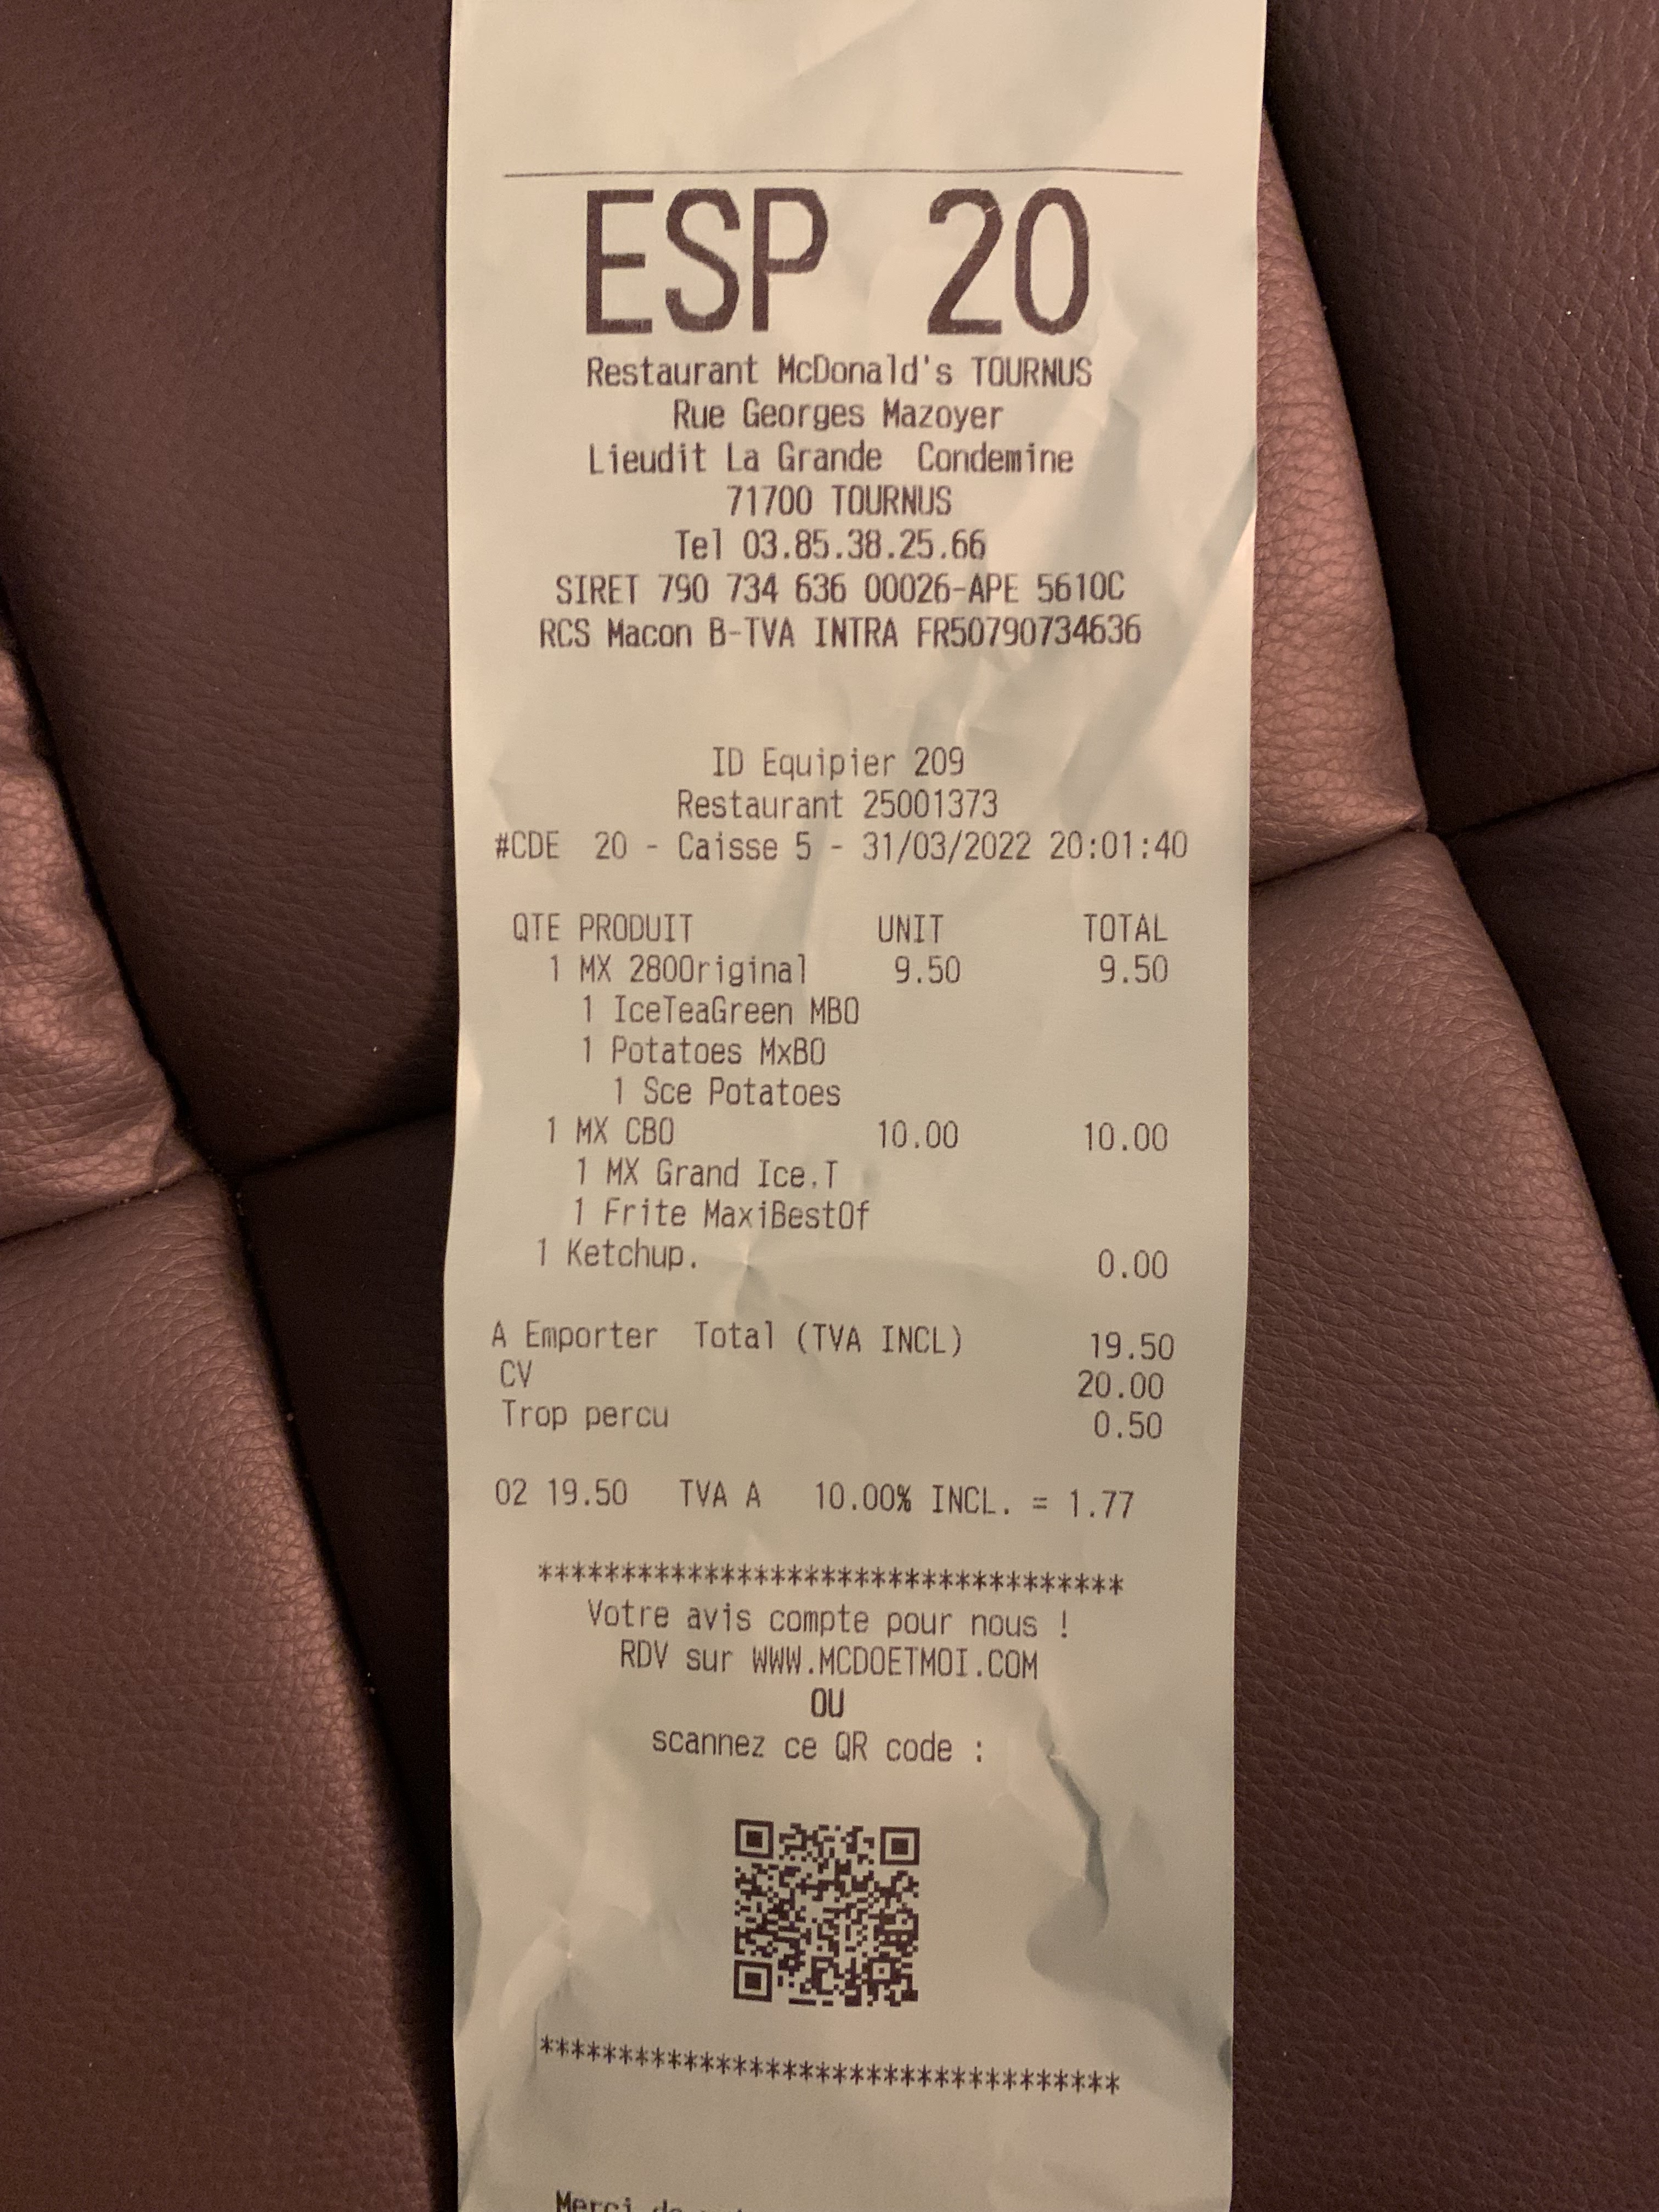 ESP 20
Restaurant McDonald's TOURNUS
Rue Georges Mazoyer
Lieudit La Grande Condemine
71700 TOURNUS
Tel 03.85.38.25.66
SIRET 790 734 636 00026-APE 5610C
RCS Macon B-TVA INTRA FR50790734636
ID Equipier 209
Restaurant 25001373
#CDE 20 - Caisse 5 - 31/03/2022 20:01:40
QTE PRODUIT UNIT TOTAL
1 MX 280Original 9.50 9.50
1 IceTeaGreen MBO
1 Potatoes MxBO
1 Sce Potatoes
1 MX CBO 10.00 10.00
1 MX Grand Ice.T
1 Frite MaxiBestOf
1 Ketchup. 0.00
A Emporter Total (TVA INCL) 19.50
CV 20.00
Trop percu 0.50
02 19.50 TVA A 10.00% INCL. = 1.77
************************************
Votre avis compte pour nous !
RDV sur WWW.MCDOETMOI.COM
OU
scannez ce QR code :
************************************
Merci de